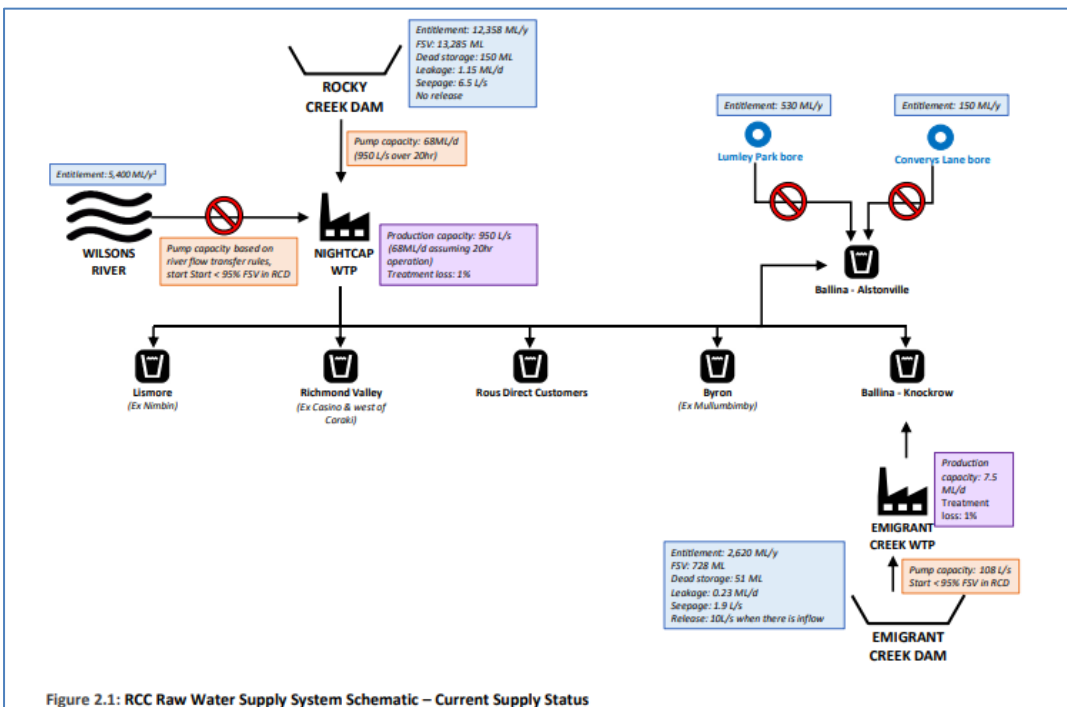 Entitlement: 12,358 ML/y
FSV: 13,285 ML
Dead storage: 150 ML
Leakage: 1.15 ML/d
Seepage: 6.5 L/s
No release
ROCKY
CREEK DAM
Pump capacity: 68ML/d
(950 L/s over 20hr)
Entitlement: 530 ML/y
Entitlement: 150 ML/y
Lumley Park bore
Converys Lane bore
Entitlement: 5,400 ML/y¹
WILSONS
RIVER
Pump capacity based on
river flow transfer rules,
start Start < 95% FSV in RCD
NIGHTCAP
WTP
Production capacity: 950 L/s
(68ML/d assuming 20hr
operation)
Treatment loss: 1%
Ballina - Alstonville
Lismore
(Ex Nimbin)
Richmond Valley
(Ex Casino & west of
Coraki)
Rous Direct Customers
Byron
(Ex Mullumbimby)
Ballina - Knockrow
Production
capacity: 7.5
ML/d
Treatment
loss: 1%
EMIGRANT
CREEK WTP
Entitlement: 2,620 ML/y
FSV: 728 ML
Dead storage: 51 ML
Leakage: 0.23 ML/d
Seepage: 1.9 L/s
Release: 10L/s when there is inflow
Pump capacity: 108 L/s
Start < 95% FSV in RCD
EMIGRANT
CREEK DAM
Figure 2.1: RCC Raw Water Supply System Schematic – Current Supply Status